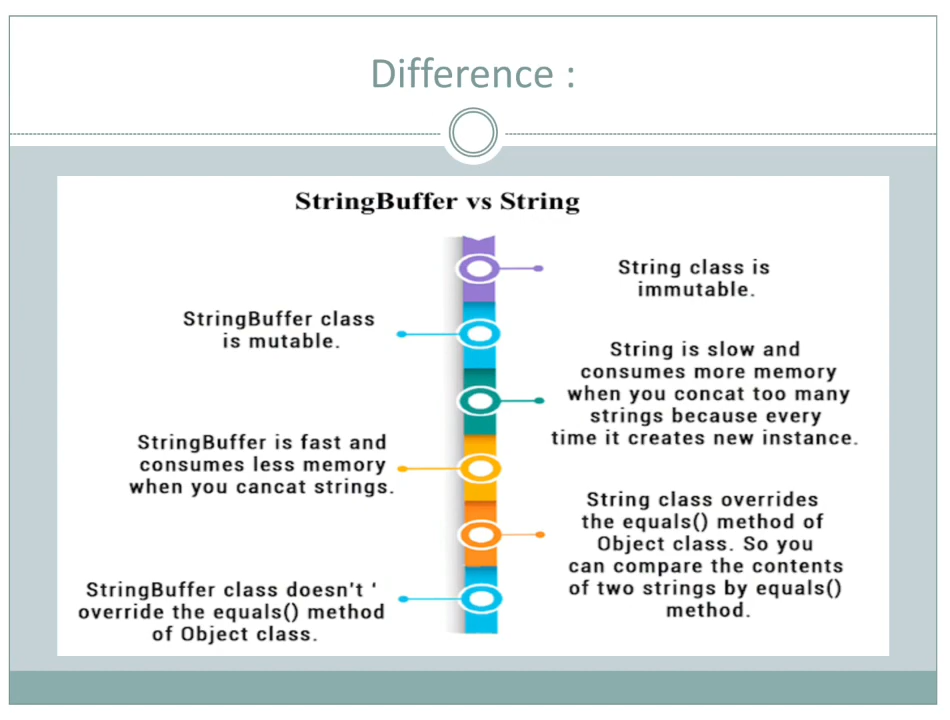 Difference :
StringBuffer vs String
String class is
immutable.
StringBuffer class
is mutable.
String is slow and
consumes more memory
when you concat too many
strings because every
time it creates new instance.
StringBuffer is fast and
consumes less memory
when you cancat strings.
String class overrides
the equals() method of
Object class. So you
can compare the contents
of two strings by equals()
method.
StringBuffer class doesn't ‘
override the equals() method
of Object class.